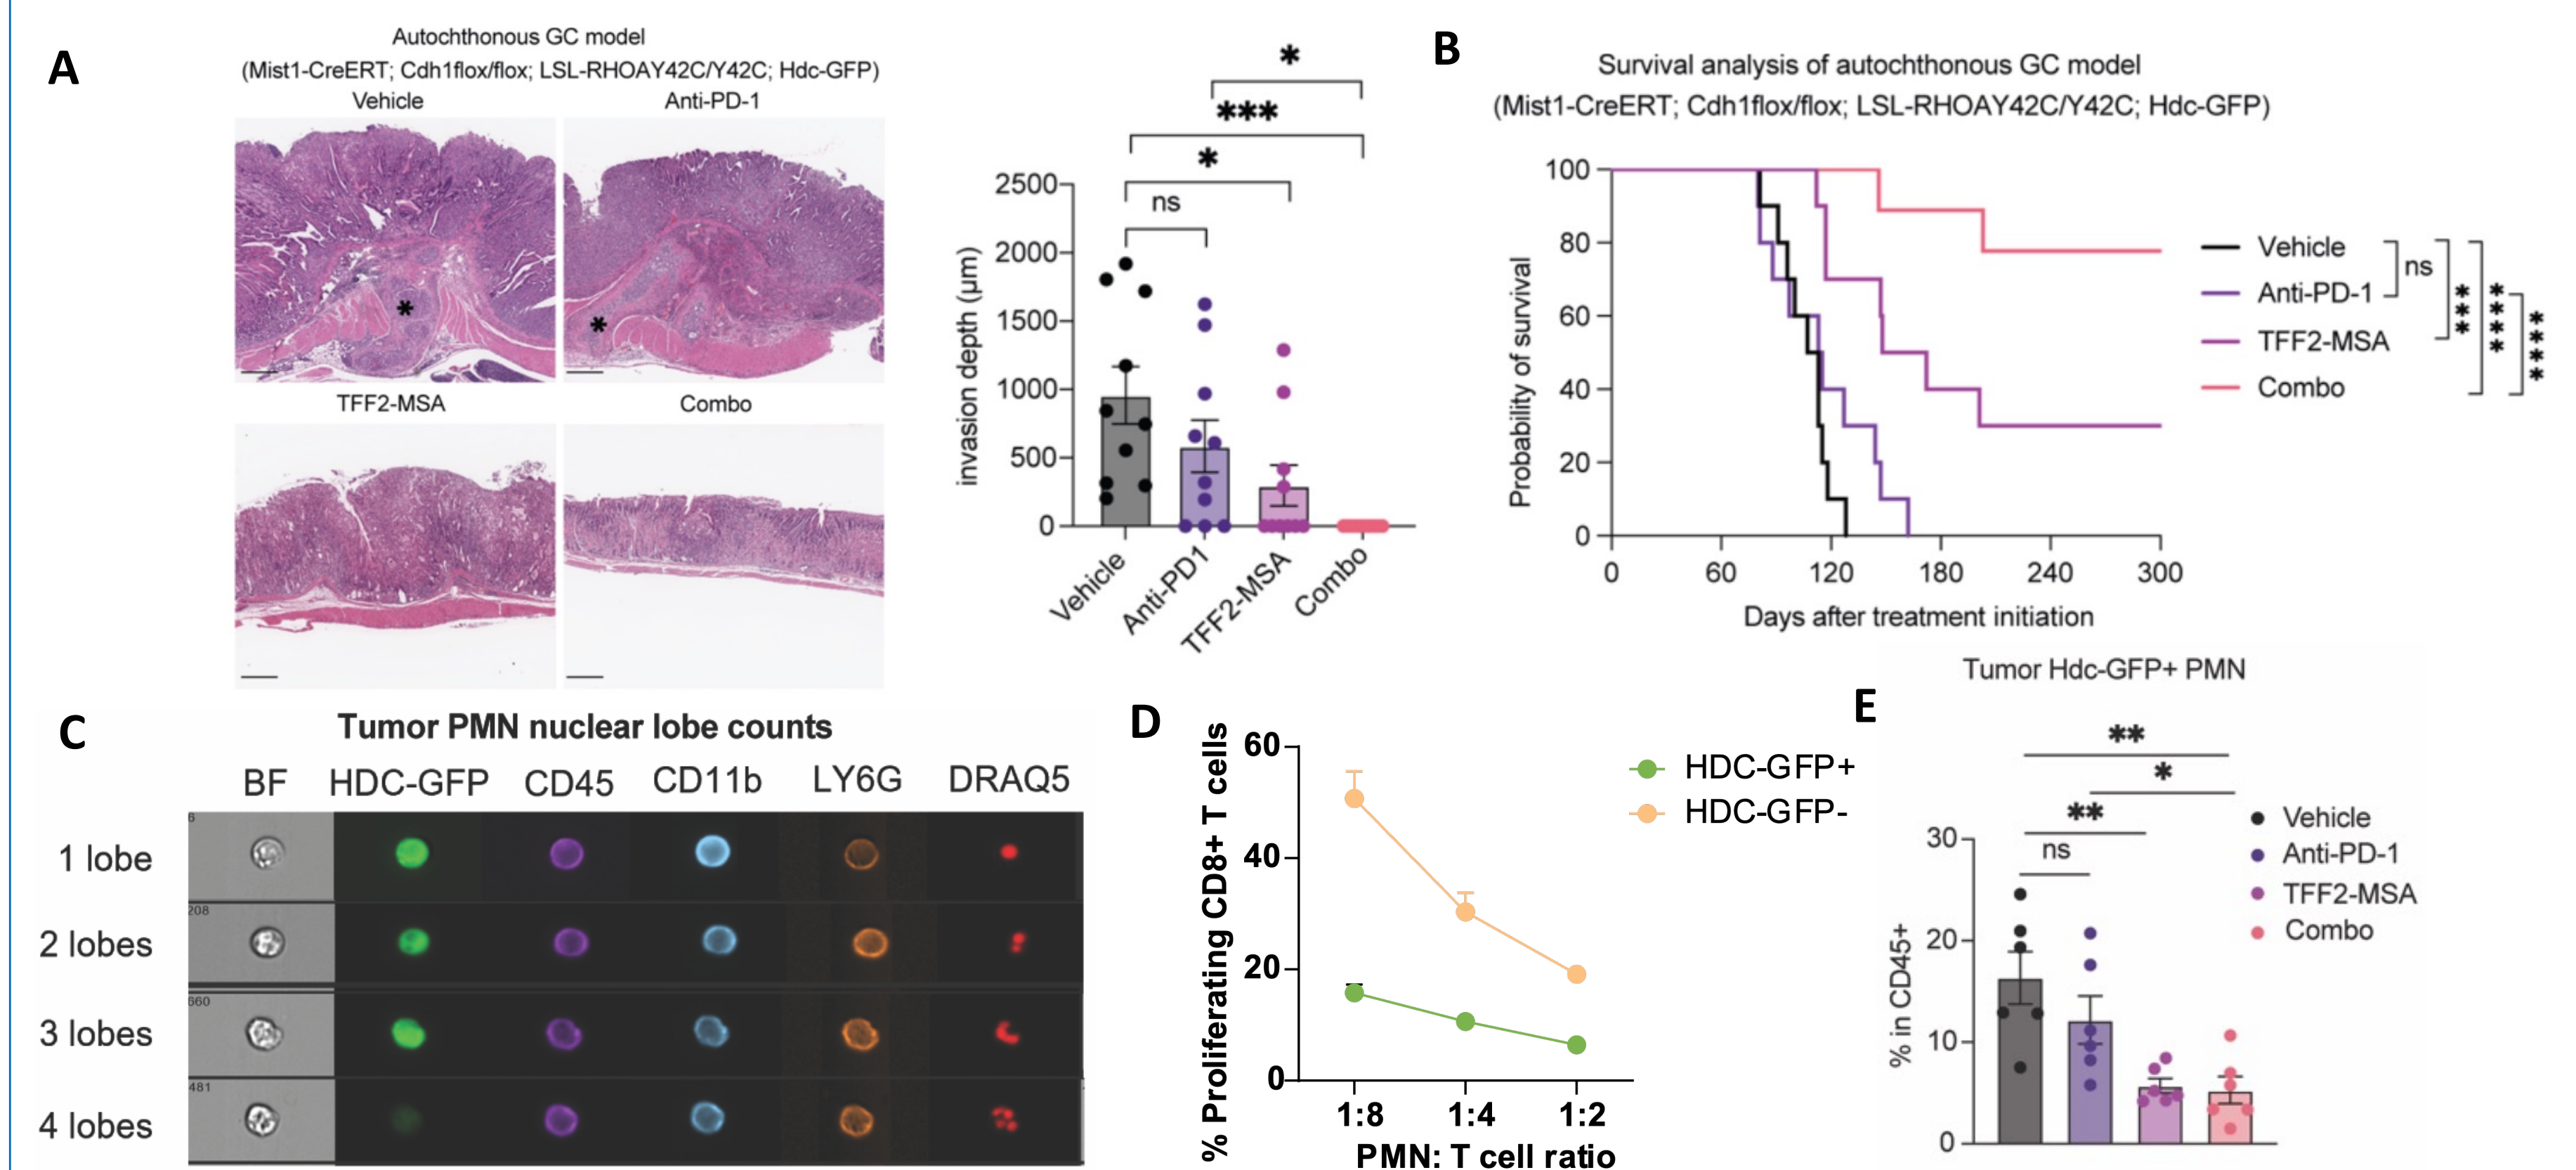 A
Autochthonous GC model
(Mist1-CreERT; Cdh1flox/flox; LSL-RHOAY42C/Y42C; Hdc-GFP)
Vehicle
Anti-PD-1
*
*
TFF2-MSA
Combo
*
***
*
ns
invasion depth (µm)
2500
2000
1500
1000
500
0
Vehicle
Anti-PD1
TFF2-MSA
Combo
B
Survival analysis of autochthonous GC model
(Mist1-CreERT; Cdh1flox/flox; LSL-RHOAY42C/Y42C; Hdc-GFP)
Probability of survival
100
80
60
40
20
0
0 60 120 180 240 300
Days after treatment initiation
Vehicle
Anti-PD-1
TFF2-MSA
Combo
ns
***
****
****
C
Tumor PMN nuclear lobe counts
BF HDC-GFP CD45 CD11b LY6G DRAQ5
1 lobe
6
2 lobes
208
3 lobes
660
4 lobes
481
D
% Proliferating CD8+ T cells
60
40
20
0
1:8 1:4 1:2
PMN: T cell ratio
HDC-GFP+
HDC-GFP-
E
Tumor Hdc-GFP+ PMN
**
*
**
ns
% in CD45+
30
20
10
0
Vehicle
Anti-PD-1
TFF2-MSA
Combo